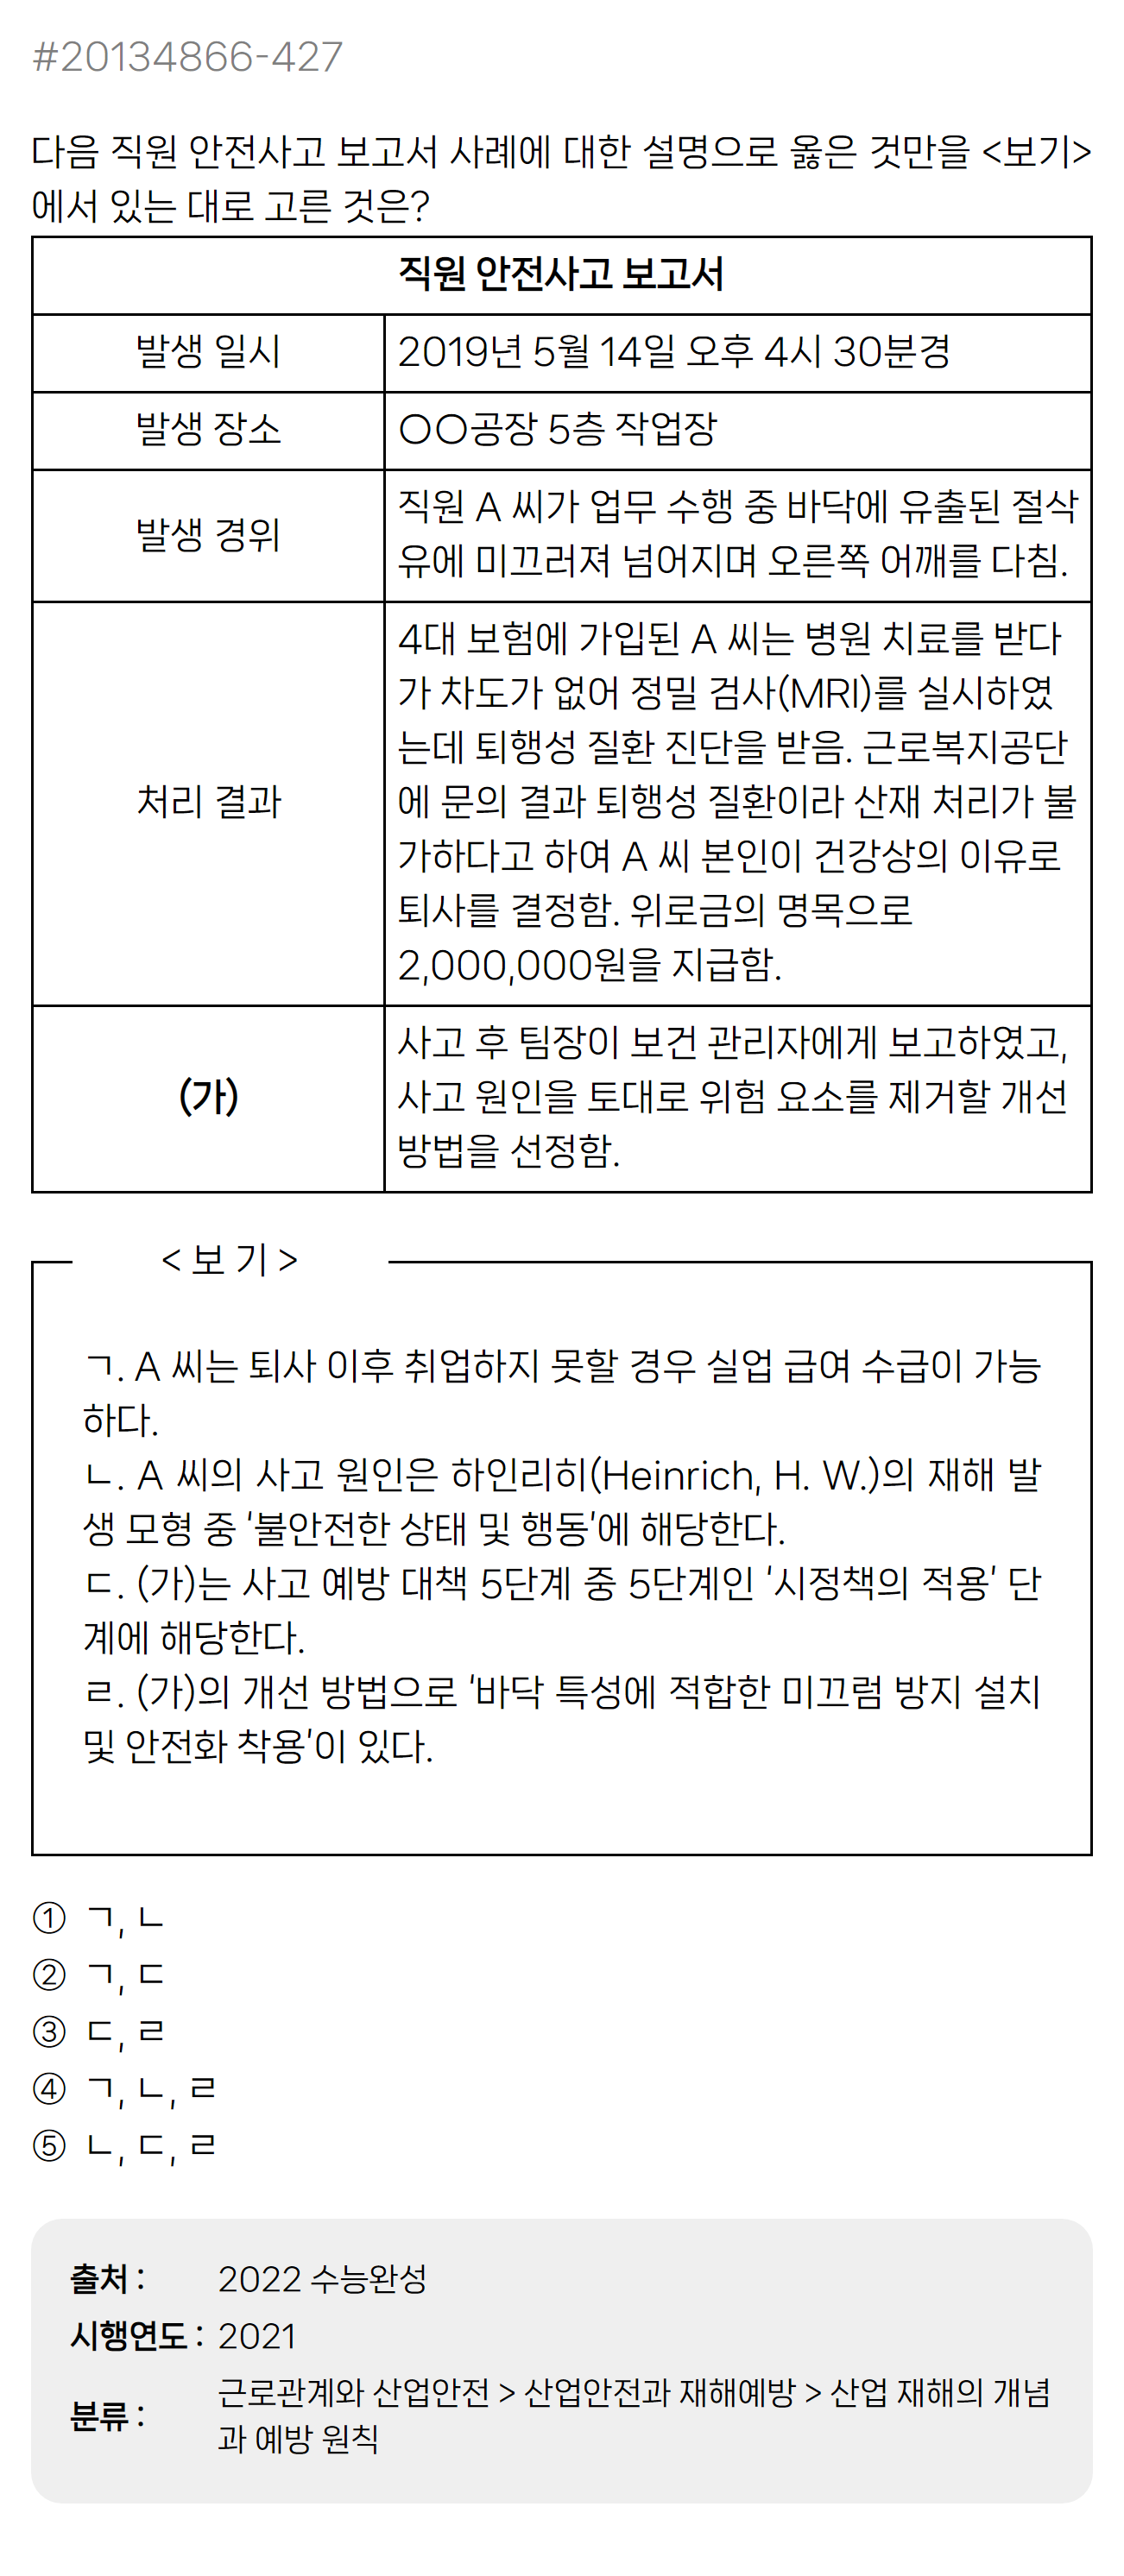 #20134866-427
다음 직원 안전사고 보고서 사례에 대한 설명으로 옳은 것만을 <보기>
에서 있는 대로 고른 것은?
직원 안전사고 보고서
발생 일시
2019년 5월 14일 오후 4시 30분경
발생 장소
○○공장 5층 작업장
발생 경위
직원 A 씨가 업무 수행 중 바닥에 유출된 절삭
유에 미끄러져 넘어지며 오른쪽 어깨를 다침.
처리 결과
4대 보험에 가입된 A 씨는 병원 치료를 받다
가 차도가 없어 정밀 검사(MRI)를 실시하였
는데 퇴행성 질환 진단을 받음. 근로복지공단
에 문의 결과 퇴행성 질환이라 산재 처리가 불
가하다고 하여 A 씨 본인이 건강상의 이유로
퇴사를 결정함. 위로금의 명목으로
2,000,000원을 지급함.
(가)
사고 후 팀장이 보건 관리자에게 보고하였고,
사고 원인을 토대로 위험 요소를 제거할 개선
방법을 선정함.
< 보 기 >
ㄱ. A 씨는 퇴사 이후 취업하지 못할 경우 실업 급여 수급이 가능
하다.
ㄴ. A 씨의 사고 원인은 하인리히(Heinrich, H. W.)의 재해 발
생 모형 중 ‘불안전한 상태 및 행동’에 해당한다.
ㄷ. (가)는 사고 예방 대책 5단계 중 5단계인 ‘시정책의 적용’ 단
계에 해당한다.
ㄹ. (가)의 개선 방법으로 ‘바닥 특성에 적합한 미끄럼 방지 설치
및 안전화 착용’이 있다.
① ㄱ, ㄴ
② ㄱ, ㄷ
③ ㄷ, ㄹ
④ ㄱ, ㄴ, ㄹ
⑤ ㄴ, ㄷ, ㄹ
출처 : 2022 수능완성
시행연도 : 2021
분류 : 근로관계와 산업안전 > 산업안전과 재해예방 > 산업 재해의 개념
과 예방 원칙